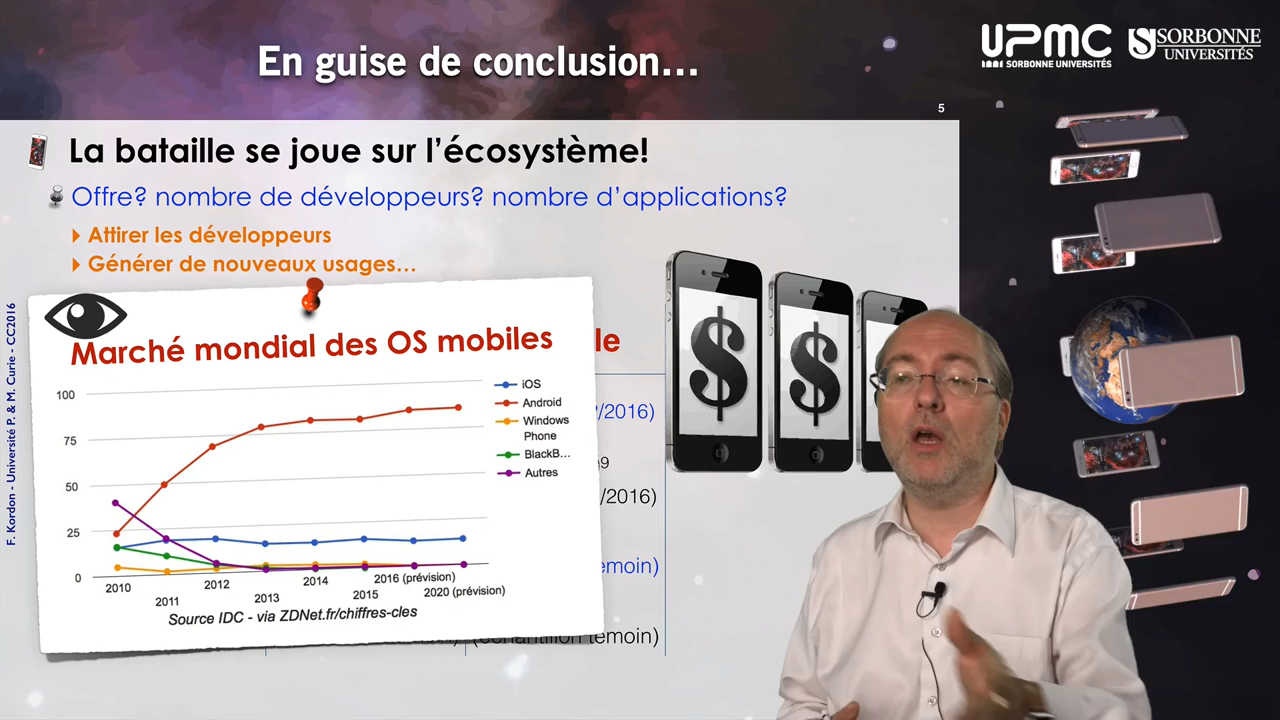 En guise de conclusion...
UPMC
SORBONNE UNIVERSITÉS
SORBONNE
UNIVERSITÉS
5
La bataille se joue sur l'écosystème!
Offre? nombre de développeurs? nombre d'applications?
Attirer les développeurs
Générer de nouveaux usages...
F. Kordon - Université P. & M. Curie - CC2016
Marché mondial des OS mobiles
le
100
75
50
25
0
iOS
Android
Windows
Phone
BlackB...
Autres
2010
2011
2012
2013
2014
2015
2016 (prévision)
2020 (prévision)
Source IDC - via ZDNet.fr/chiffres-cles
/2016)
9
/2016)
emoin)
témoin)
$
$